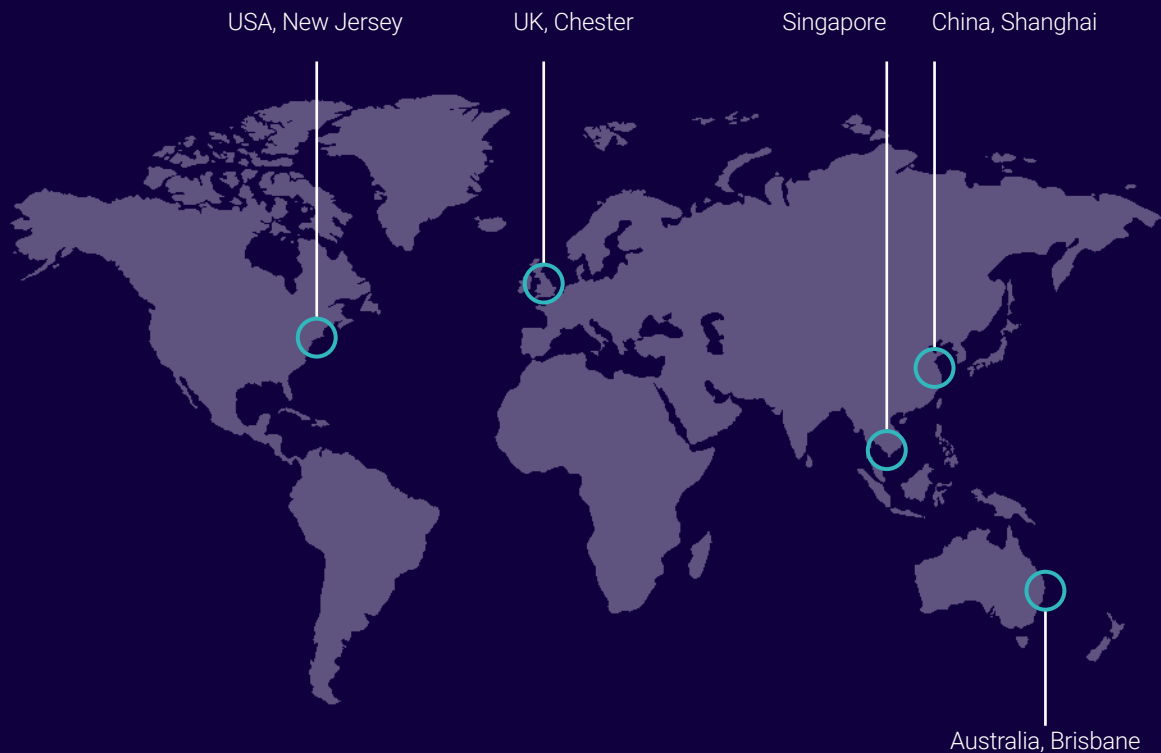 USA, New Jersey
UK, Chester
Singapore
China, Shanghai
Australia, Brisbane